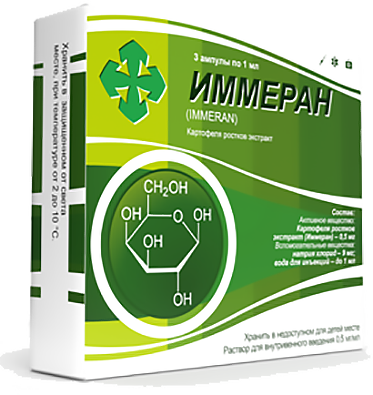 Хранить в защищенном от света
месте, при температуре от 2 до 10 °С.
3 ампулы по 1 мл
ИММЕРАН
(IMMERAN)
Картофеля ростков экстракт
CH₂OH
O
OH
OH
OH
OH
Состав:
Активное вещество:
Картофеля ростков
экстракт (Иммеран) – 0,5 мг
Вспомогательные вещества:
натрия хлорид – 9 мг;
вода для инъекций – до 1 мл
Хранить в недоступном для детей месте
Раствор для внутривенного введения 0,5 мг/мл